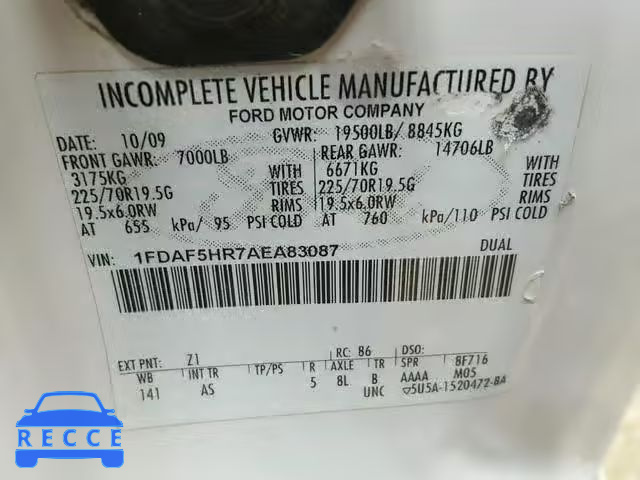 INCOMPLETE VEHICLE MANUFACTURED BY
FORD MOTOR COMPANY
DATE: 10/09 GVWR: 19500LB/ 8845KG
FRONT GAWR: 7000LB REAR GAWR: 14706LB
3175KG WITH 6671KG WITH
225/70R19.5G TIRES 225/70R19.5G TIRES
19.5x6.0RW RIMS 19.5x6.0RW RIMS
AT 655 kPa/ 95 PSI COLD AT 760 kPa/110 PSI COLD
VIN: 1FDAF5HR7AEA83087 DUAL
EXT PNT: Z1 RC: 86 DSO:
WB INT TR TP/PS R AXLE TR SPR 8F716
141 AS 5 8L B AAAA M05
UNC 5U5A-1520472-BA
RECCE